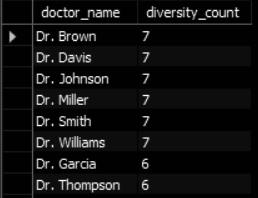 doctor_name diversity_count
Dr. Brown 7
Dr. Davis 7
Dr. Johnson 7
Dr. Miller 7
Dr. Smith 7
Dr. Williams 7
Dr. Garcia 6
Dr. Thompson 6